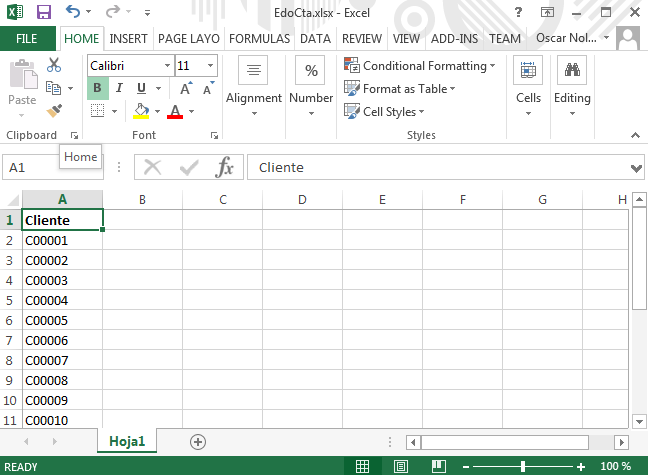 EdoCta.xlsx - Excel
FILE HOME INSERT PAGE LAYO FORMULAS DATA REVIEW VIEW ADD-INS TEAM Oscar Nol...
Paste
Calibri 11
B I U A A
A
Alignment
%
Number
Conditional Formatting
Format as Table
Cell Styles
Cells
Editing
Clipboard Font Styles
Home
A1 fx Cliente
A B C D E F G H
1 Cliente
2 C00001
3 C00002
4 C00003
5 C00004
6 C00005
7 C00006
8 C00007
9 C00008
10 C00009
11 C00010
Hoja1
READY 100 %